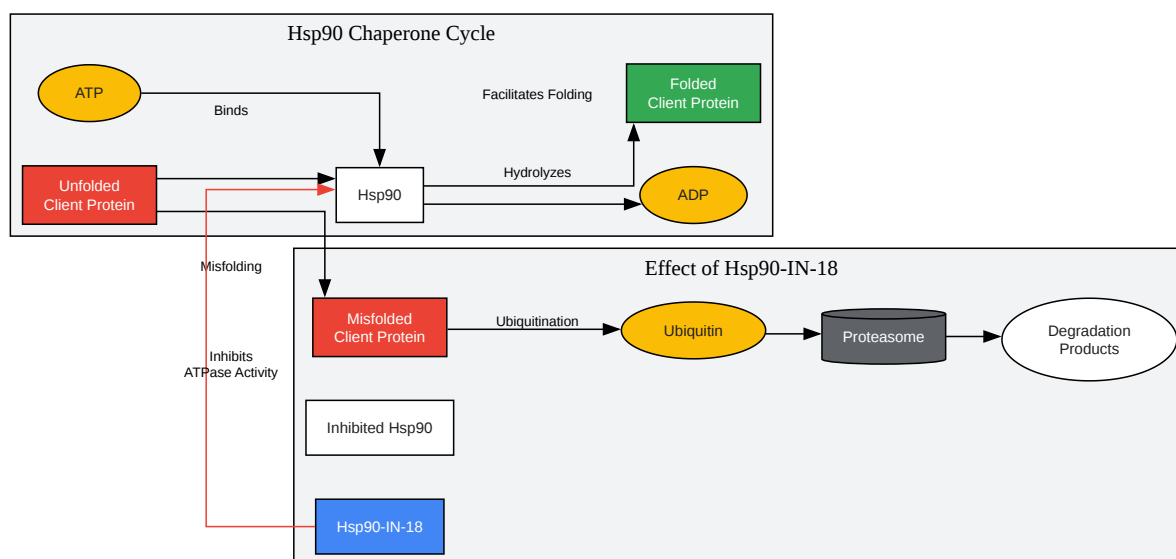 Hsp90 Chaperone Cycle
ATP
Binds
Facilitates Folding
Folded
Client Protein
Unfolded
Client Protein
Hsp90
Hydrolyzes
ADP
Misfolding
Effect of Hsp90-IN-18
Misfolded
Client Protein
Ubiquitination
Ubiquitin
Proteasome
Degradation
Products
Inhibits
ATPase Activity
Inhibited Hsp90
Hsp90-IN-18